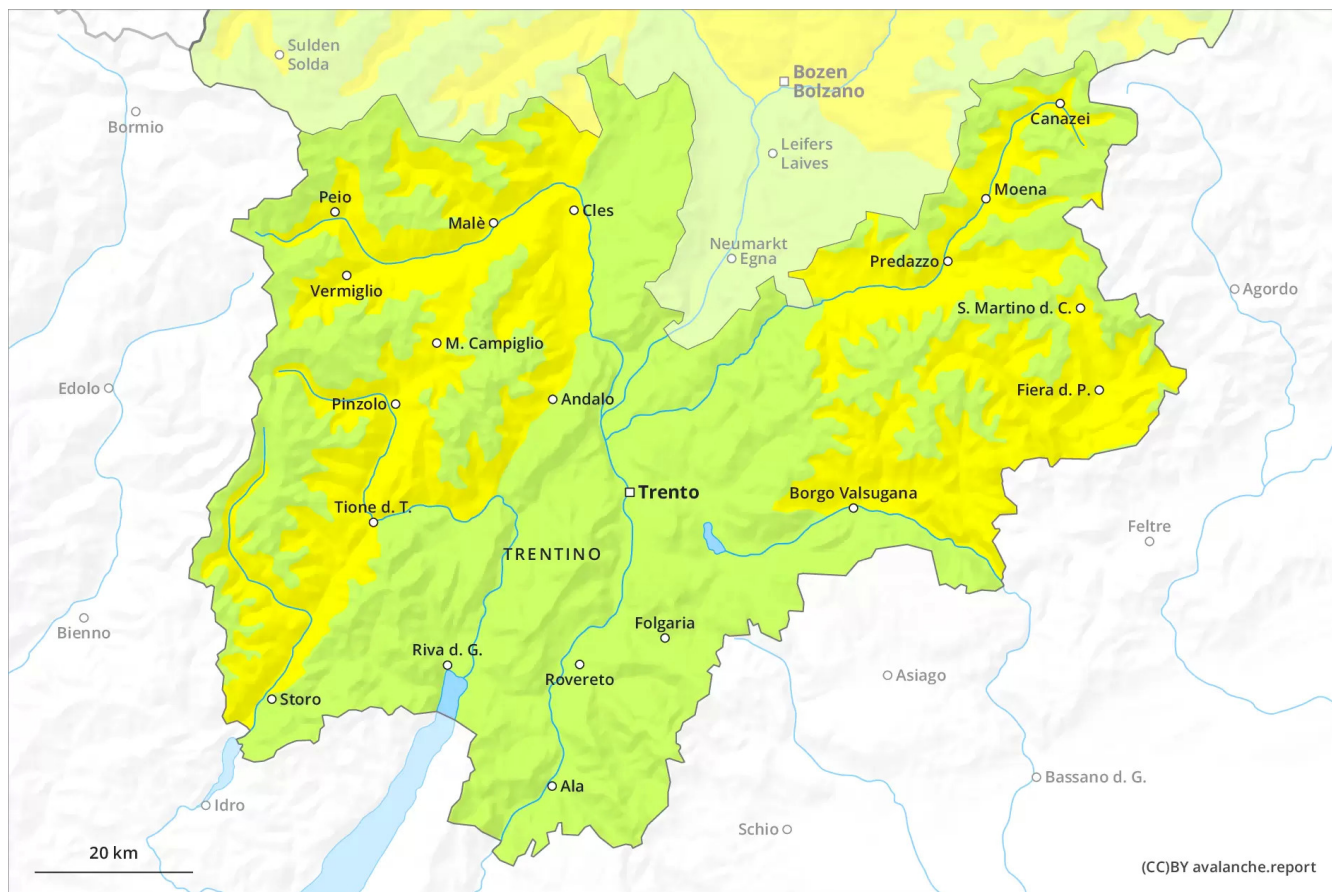 Sulden
Solda
Bozen
Bolzano
Bormio
Canazei
Leifers
Laives
Moena
Peio
Malè
Cles
Neumarkt
Egna
Predazzo
Vermiglio
Agordo
S. Martino d. C.
M. Campiglio
Edolo
Fiera d. P.
Pinzolo
Andalo
Trento
Borgo Valsugana
Tione d. T.
Feltre
TRENTINO
Bienno
Folgaria
Riva d. G.
Rovereto
Asiago
Storo
Bassano d. G.
Ala
Idro
Schio
20 km
(CC)BY avalanche.report